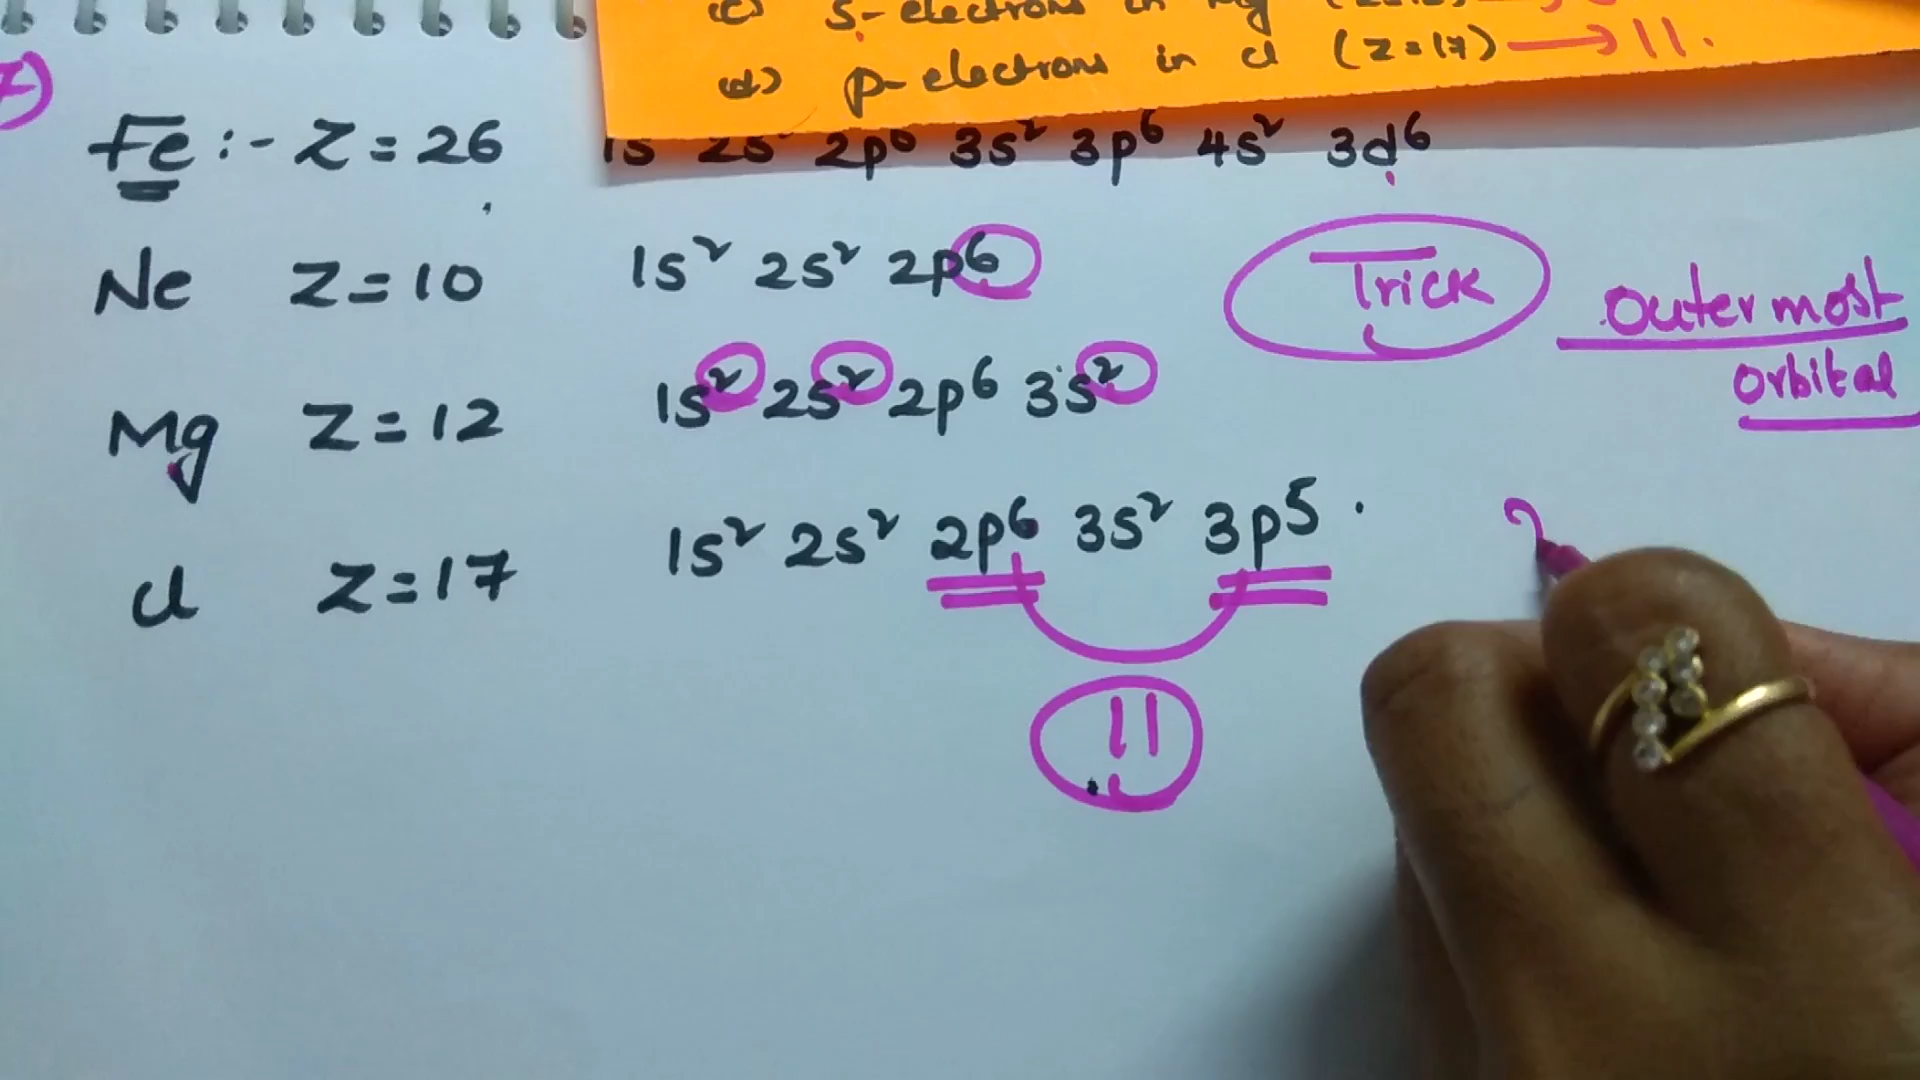 (c) s-electrons in Mg
(d) p-electrons in Cl (Z=17) → 11.
7)
Fe :- Z = 26 1s 2s 2p⁶ 3s² 3p⁶ 4s² 3d⁶
Ne Z = 10 1s² 2s² 2p⁶
Trick
Outermost
orbital
Mg Z = 12 1s² 2s² 2p⁶ 3s²
Cl Z = 17 1s² 2s² 2p⁶ 3s² 3p⁵.
11